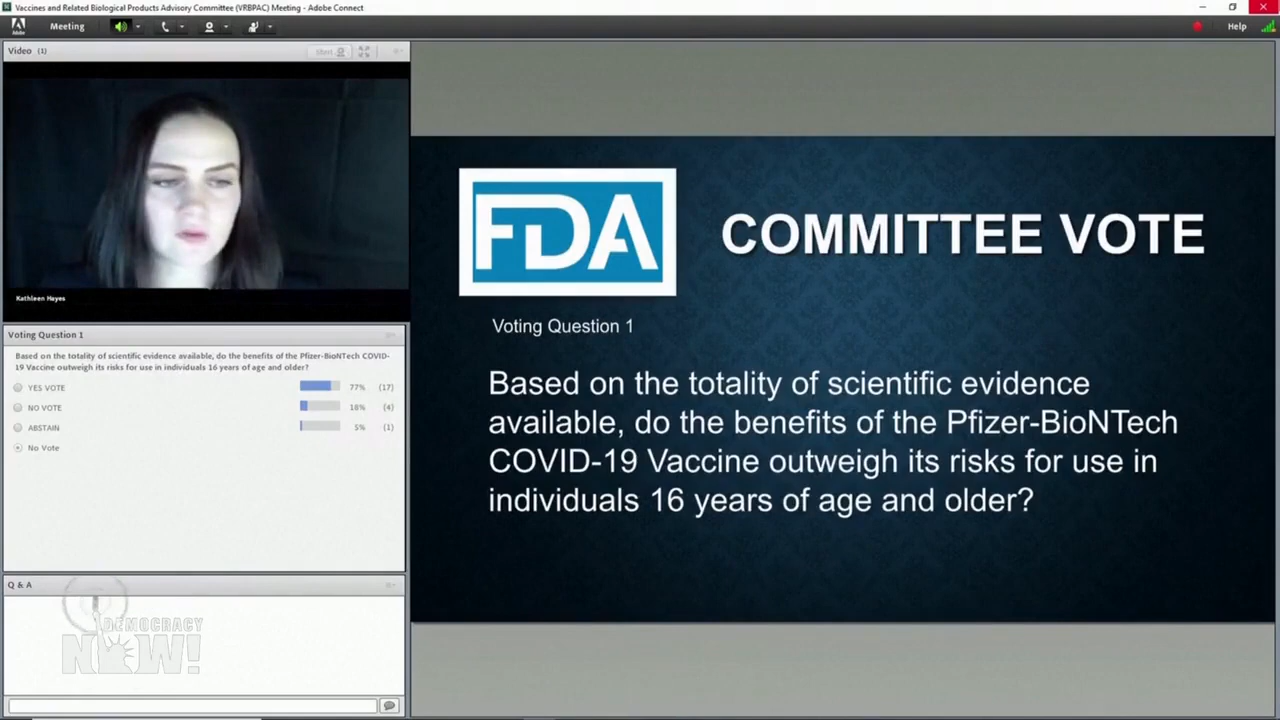 Vaccines and Related Biological Products Advisory Committee (VRBPAC) Meeting - Adobe Connect
Adobe
Meeting
Help
Video (1)
Start
Kathleen Hayes
Voting Question 1
Based on the totality of scientific evidence available, do the benefits of the Pfizer-BioNTech COVID-
19 Vaccine outweigh its risks for use in individuals 16 years of age and older?
YES VOTE 77% (17)
NO VOTE 18% (4)
ABSTAIN 5% (1)
No Vote
Q & A
DEMOCRACY
NOW!
FDA
COMMITTEE VOTE
Voting Question 1
Based on the totality of scientific evidence
available, do the benefits of the Pfizer-BioNTech
COVID-19 Vaccine outweigh its risks for use in
individuals 16 years of age and older?